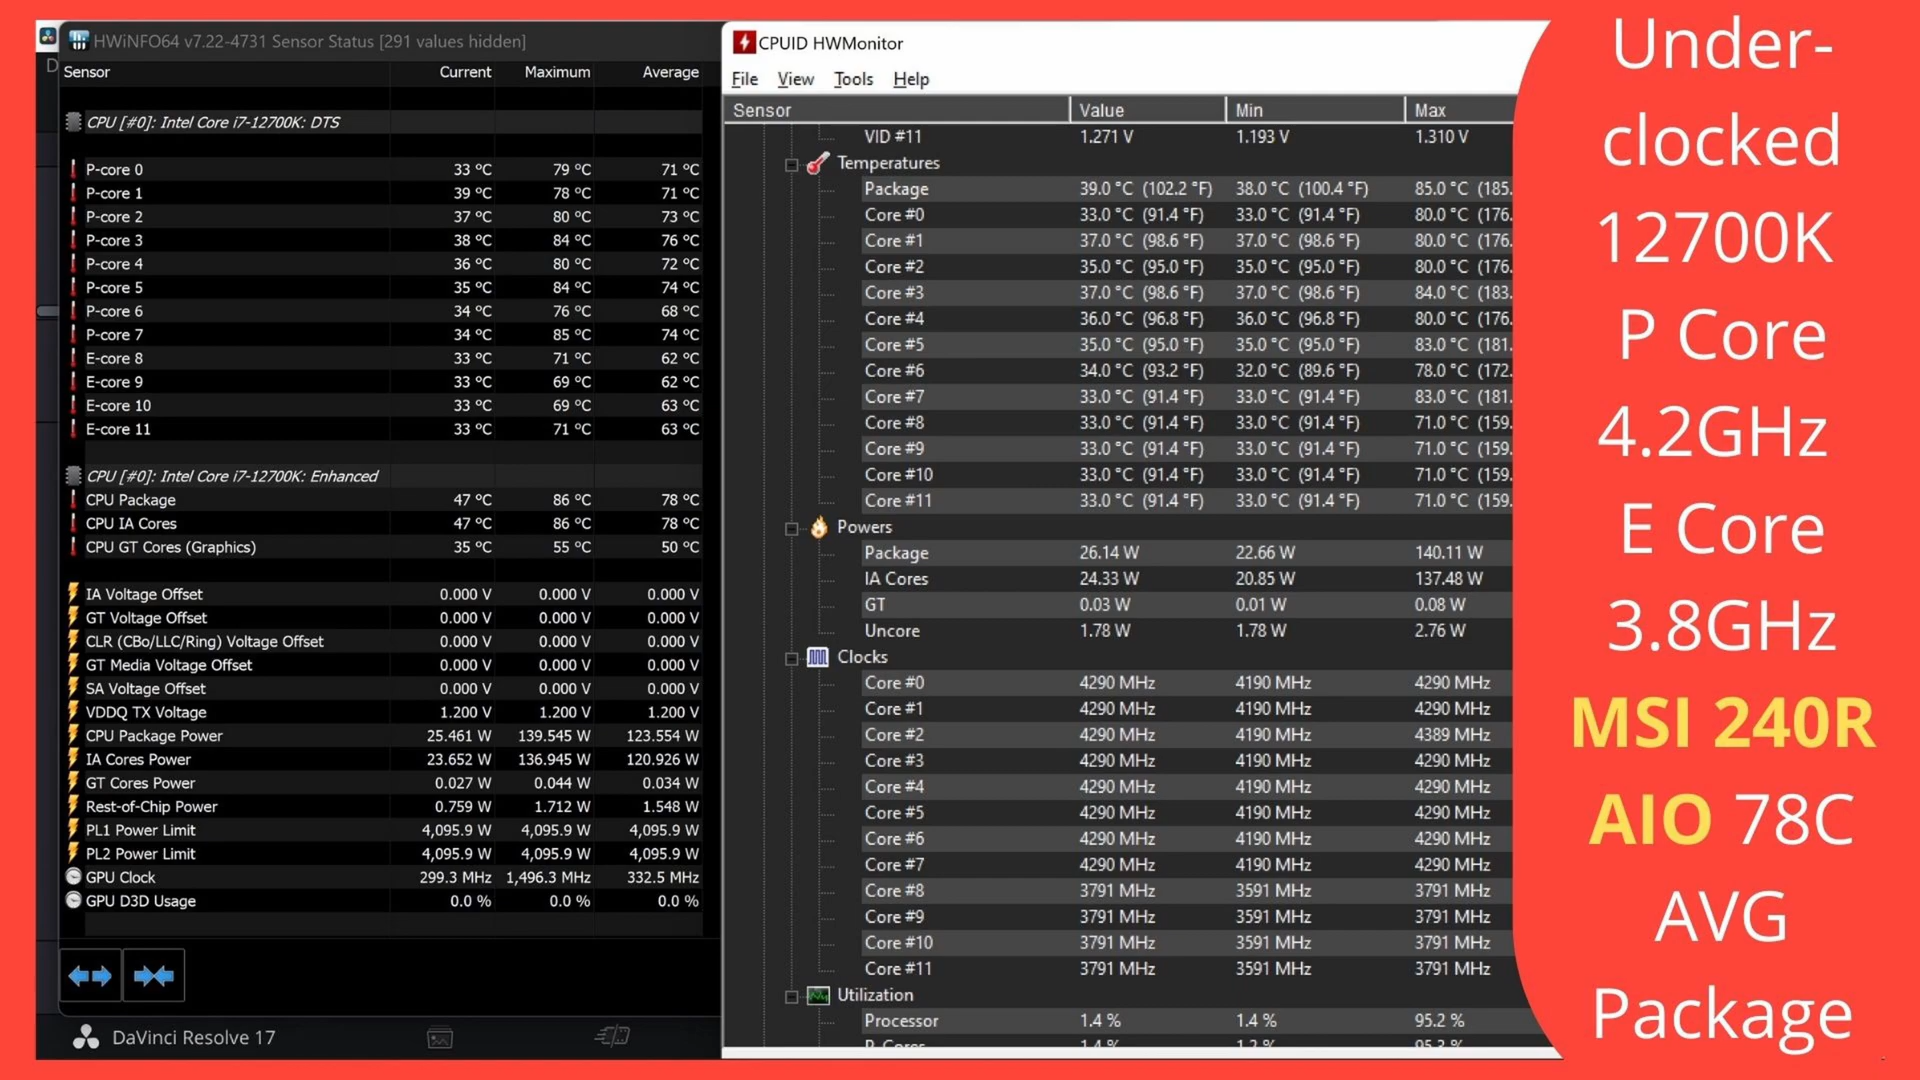 HWiNFO64 v7.22-4731 Sensor Status [291 values hidden]
Sensor Current Maximum Average
CPU [#0]: Intel Core i7-12700K: DTS
P-core 0 33 °C 79 °C 71 °C
P-core 1 39 °C 78 °C 71 °C
P-core 2 37 °C 80 °C 73 °C
P-core 3 38 °C 84 °C 76 °C
P-core 4 36 °C 80 °C 72 °C
P-core 5 35 °C 84 °C 74 °C
P-core 6 34 °C 76 °C 68 °C
P-core 7 34 °C 85 °C 74 °C
E-core 8 33 °C 71 °C 62 °C
E-core 9 33 °C 69 °C 62 °C
E-core 10 33 °C 69 °C 63 °C
E-core 11 33 °C 71 °C 63 °C
CPU [#0]: Intel Core i7-12700K: Enhanced
CPU Package 47 °C 86 °C 78 °C
CPU IA Cores 47 °C 86 °C 78 °C
CPU GT Cores (Graphics) 35 °C 55 °C 50 °C
IA Voltage Offset 0.000 V 0.000 V 0.000 V
GT Voltage Offset 0.000 V 0.000 V 0.000 V
CLR (CBo/LLC/Ring) Voltage Offset 0.000 V 0.000 V 0.000 V
GT Media Voltage Offset 0.000 V 0.000 V 0.000 V
SA Voltage Offset 0.000 V 0.000 V 0.000 V
VDDQ TX Voltage 1.200 V 1.200 V 1.200 V
CPU Package Power 25.461 W 139.545 W 123.554 W
IA Cores Power 23.652 W 136.945 W 120.926 W
GT Cores Power 0.027 W 0.044 W 0.034 W
Rest-of-Chip Power 0.759 W 1.712 W 1.548 W
PL1 Power Limit 4,095.9 W 4,095.9 W 4,095.9 W
PL2 Power Limit 4,095.9 W 4,095.9 W 4,095.9 W
GPU Clock 299.3 MHz 1,496.3 MHz 332.5 MHz
GPU D3D Usage 0.0 % 0.0 % 0.0 %
DaVinci Resolve 17
CPUID HWMonitor
File View Tools Help
Sensor Value Min Max
VID #11 1.271 V 1.193 V 1.310 V
Temperatures
Package 39.0 °C (102.2 °F) 38.0 °C (100.4 °F) 85.0 °C (185.
Core #0 33.0 °C (91.4 °F) 33.0 °C (91.4 °F) 80.0 °C (176.
Core #1 37.0 °C (98.6 °F) 37.0 °C (98.6 °F) 80.0 °C (176.
Core #2 35.0 °C (95.0 °F) 35.0 °C (95.0 °F) 80.0 °C (176.
Core #3 37.0 °C (98.6 °F) 37.0 °C (98.6 °F) 84.0 °C (183.
Core #4 36.0 °C (96.8 °F) 36.0 °C (96.8 °F) 80.0 °C (176.
Core #5 35.0 °C (95.0 °F) 35.0 °C (95.0 °F) 83.0 °C (181.
Core #6 34.0 °C (93.2 °F) 32.0 °C (89.6 °F) 78.0 °C (172.
Core #7 33.0 °C (91.4 °F) 33.0 °C (91.4 °F) 83.0 °C (181.
Core #8 33.0 °C (91.4 °F) 33.0 °C (91.4 °F) 71.0 °C (159.
Core #9 33.0 °C (91.4 °F) 33.0 °C (91.4 °F) 71.0 °C (159.
Core #10 33.0 °C (91.4 °F) 33.0 °C (91.4 °F) 71.0 °C (159.
Core #11 33.0 °C (91.4 °F) 33.0 °C (91.4 °F) 71.0 °C (159.
Powers
Package 26.14 W 22.66 W 140.11 W
IA Cores 24.33 W 20.85 W 137.48 W
GT 0.03 W 0.01 W 0.08 W
Uncore 1.78 W 1.78 W 2.76 W
Clocks
Core #0 4290 MHz 4190 MHz 4290 MHz
Core #1 4290 MHz 4190 MHz 4290 MHz
Core #2 4290 MHz 4190 MHz 4389 MHz
Core #3 4290 MHz 4190 MHz 4290 MHz
Core #4 4290 MHz 4190 MHz 4290 MHz
Core #5 4290 MHz 4190 MHz 4290 MHz
Core #6 4290 MHz 4190 MHz 4290 MHz
Core #7 4290 MHz 4190 MHz 4290 MHz
Core #8 3791 MHz 3591 MHz 3791 MHz
Core #9 3791 MHz 3591 MHz 3791 MHz
Core #10 3791 MHz 3591 MHz 3791 MHz
Core #11 3791 MHz 3591 MHz 3791 MHz
Utilization
Processor 1.4 % 1.4 % 95.2 %
Under-
clocked
12700K
P Core
4.2GHz
E Core
3.8GHz
MSI 240R
AIO 78C
AVG
Package